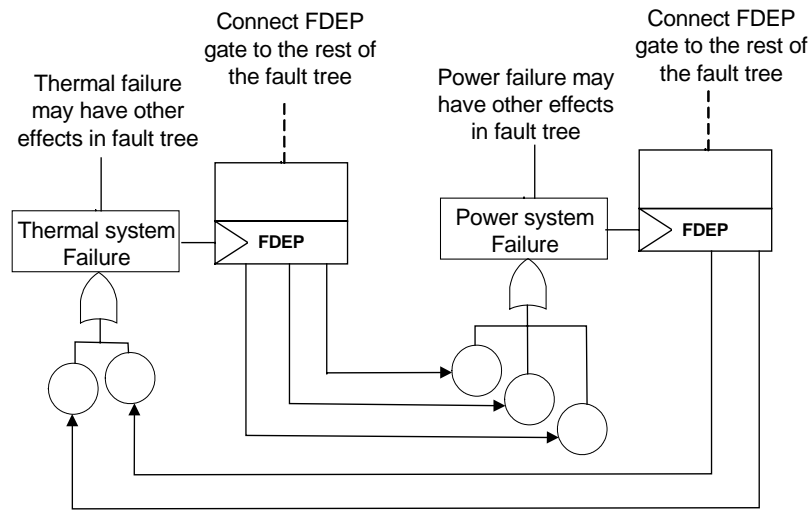 Connect FDEP
gate to the rest of
the fault tree
Connect FDEP
gate to the rest of
the fault tree
Thermal failure
may have other
effects in fault tree
Power failure may
have other effects
in fault tree
Thermal system
Failure
FDEP
Power system
Failure
FDEP